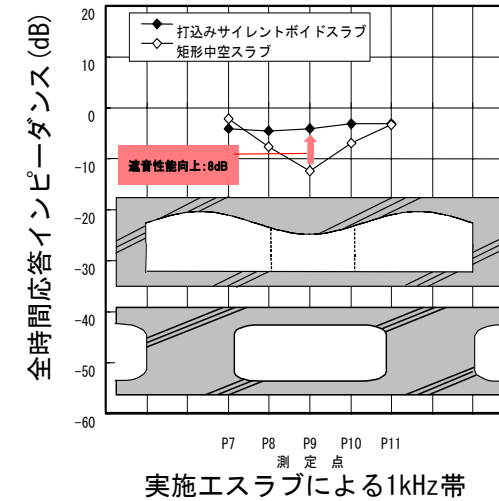 全時間応答インピーダンス(dB)
20
10
0
-10
-20
-30
-40
-50
-60
打込みサイレントボイドスラブ
矩形中空スラブ
遮音性能向上:8dB
P7 P8 P9 P10 P11
測 定 点
実施エスラブによる1kHz帯